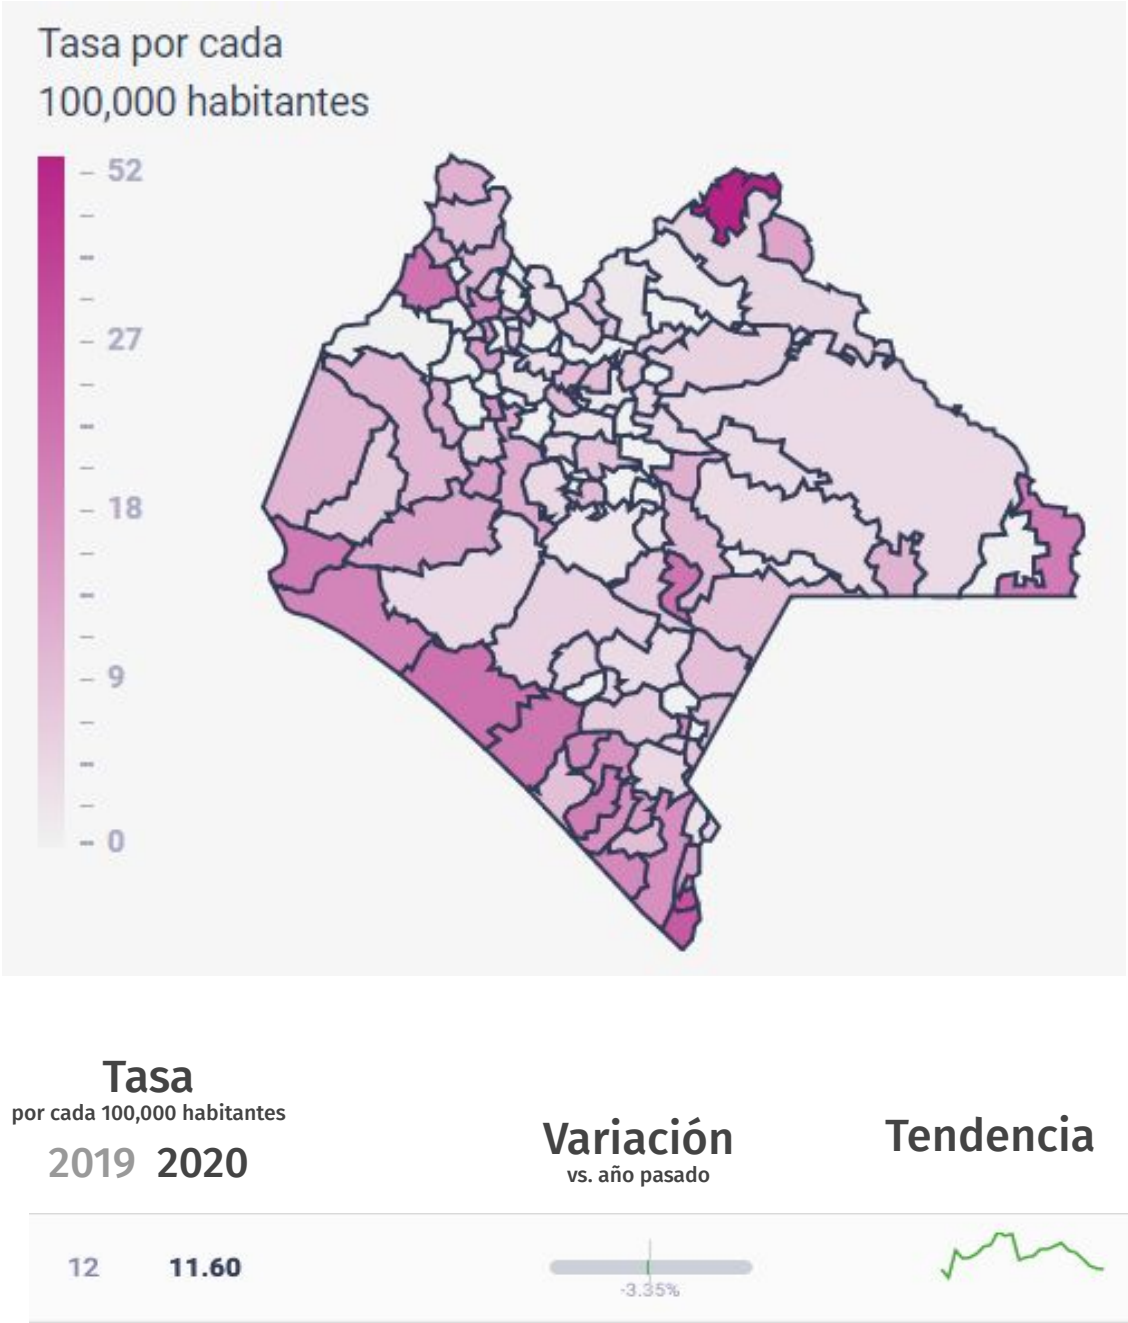 Tasa por cada
100,000 habitantes
52
27
18
9
0
Tasa
por cada 100,000 habitantes
2019 2020
Variación
vs. año pasado
Tendencia
12 11.60
-3.35%